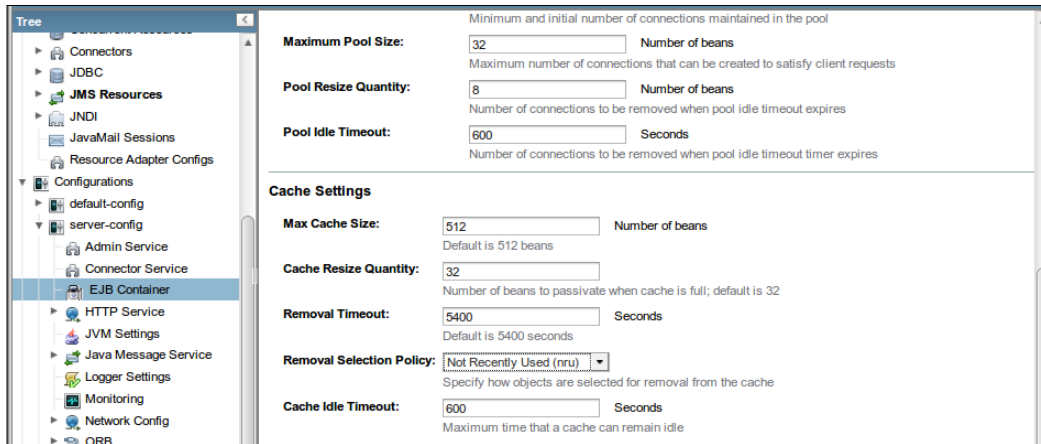 Tree
Concurrent Resources
Connectors
JDBC
JMS Resources
JNDI
JavaMail Sessions
Resource Adapter Configs
Configurations
default-config
server-config
Admin Service
Connector Service
EJB Container
HTTP Service
JVM Settings
Java Message Service
Logger Settings
Monitoring
Network Config
ORB
Minimum and initial number of connections maintained in the pool
Maximum Pool Size: 32 Number of beans
Maximum number of connections that can be created to satisfy client requests
Pool Resize Quantity: 8 Number of beans
Number of connections to be removed when pool idle timeout expires
Pool Idle Timeout: 600 Seconds
Number of connections to be removed when pool idle timeout timer expires
Cache Settings
Max Cache Size: 512 Number of beans
Default is 512 beans
Cache Resize Quantity: 32
Number of beans to passivate when cache is full; default is 32
Removal Timeout: 5400 Seconds
Default is 5400 seconds
Removal Selection Policy: Not Recently Used (nru)
Specify how objects are selected for removal from the cache
Cache Idle Timeout: 600 Seconds
Maximum time that a cache can remain idle